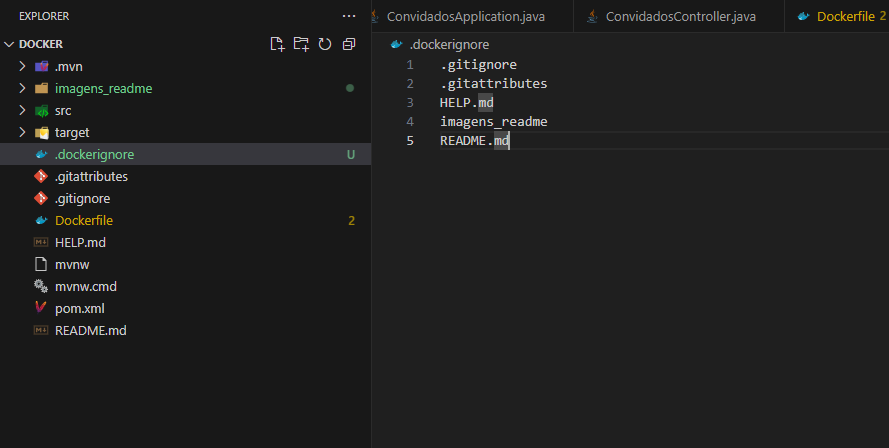 EXPLORER
ConvidadosApplication.java
ConvidadosController.java
Dockerfile 2
DOCKER
.dockerignore
.mvn
imagens_readme
src
target
.dockerignore U
.gitattributes
.gitignore
Dockerfile 2
HELP.md
mvnw
mvnw.cmd
pom.xml
README.md
1 .gitignore
2 .gitattributes
3 HELP.md
4 imagens_readme
5 README.md